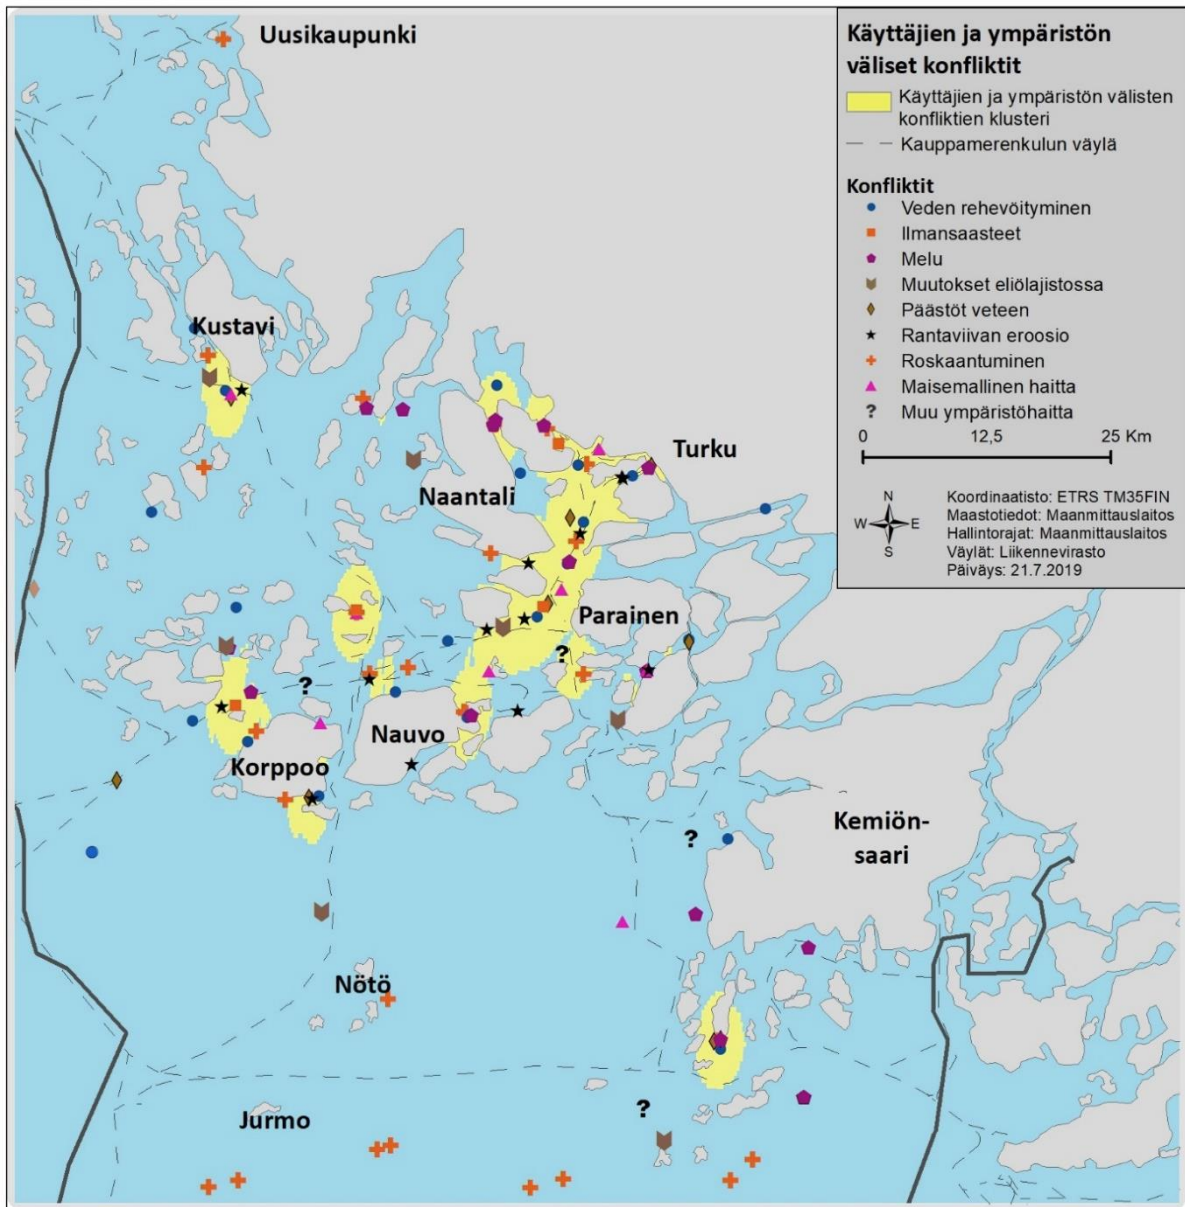 Uusikaupunki
Kustavi
Turku
Naantali
Parainen
?
?
Nauvo
Korppoo
Kemiön-
saari
?
Nötö
?
Jurmo
Käyttäjien ja ympäristön
väliset konfliktit
Käyttäjien ja ympäristön välisten
konfliktien klusteri
Kauppamerenkulun väylä
Konfliktit
Veden rehevöityminen
Ilmansaasteet
Melu
Muutokset eliölajistossa
Päästöt veteen
Rantaviivan eroosio
Roskaantuminen
Maisemallinen haitta
? Muu ympäristöhaitta
0 12,5 25 Km
N
W E
S
Koordinaatisto: ETRS TM35FIN
Maastotiedot: Maanmittauslaitos
Hallintorajat: Maanmittauslaitos
Väylät: Liikennevirasto
Päiväys: 21.7.2019